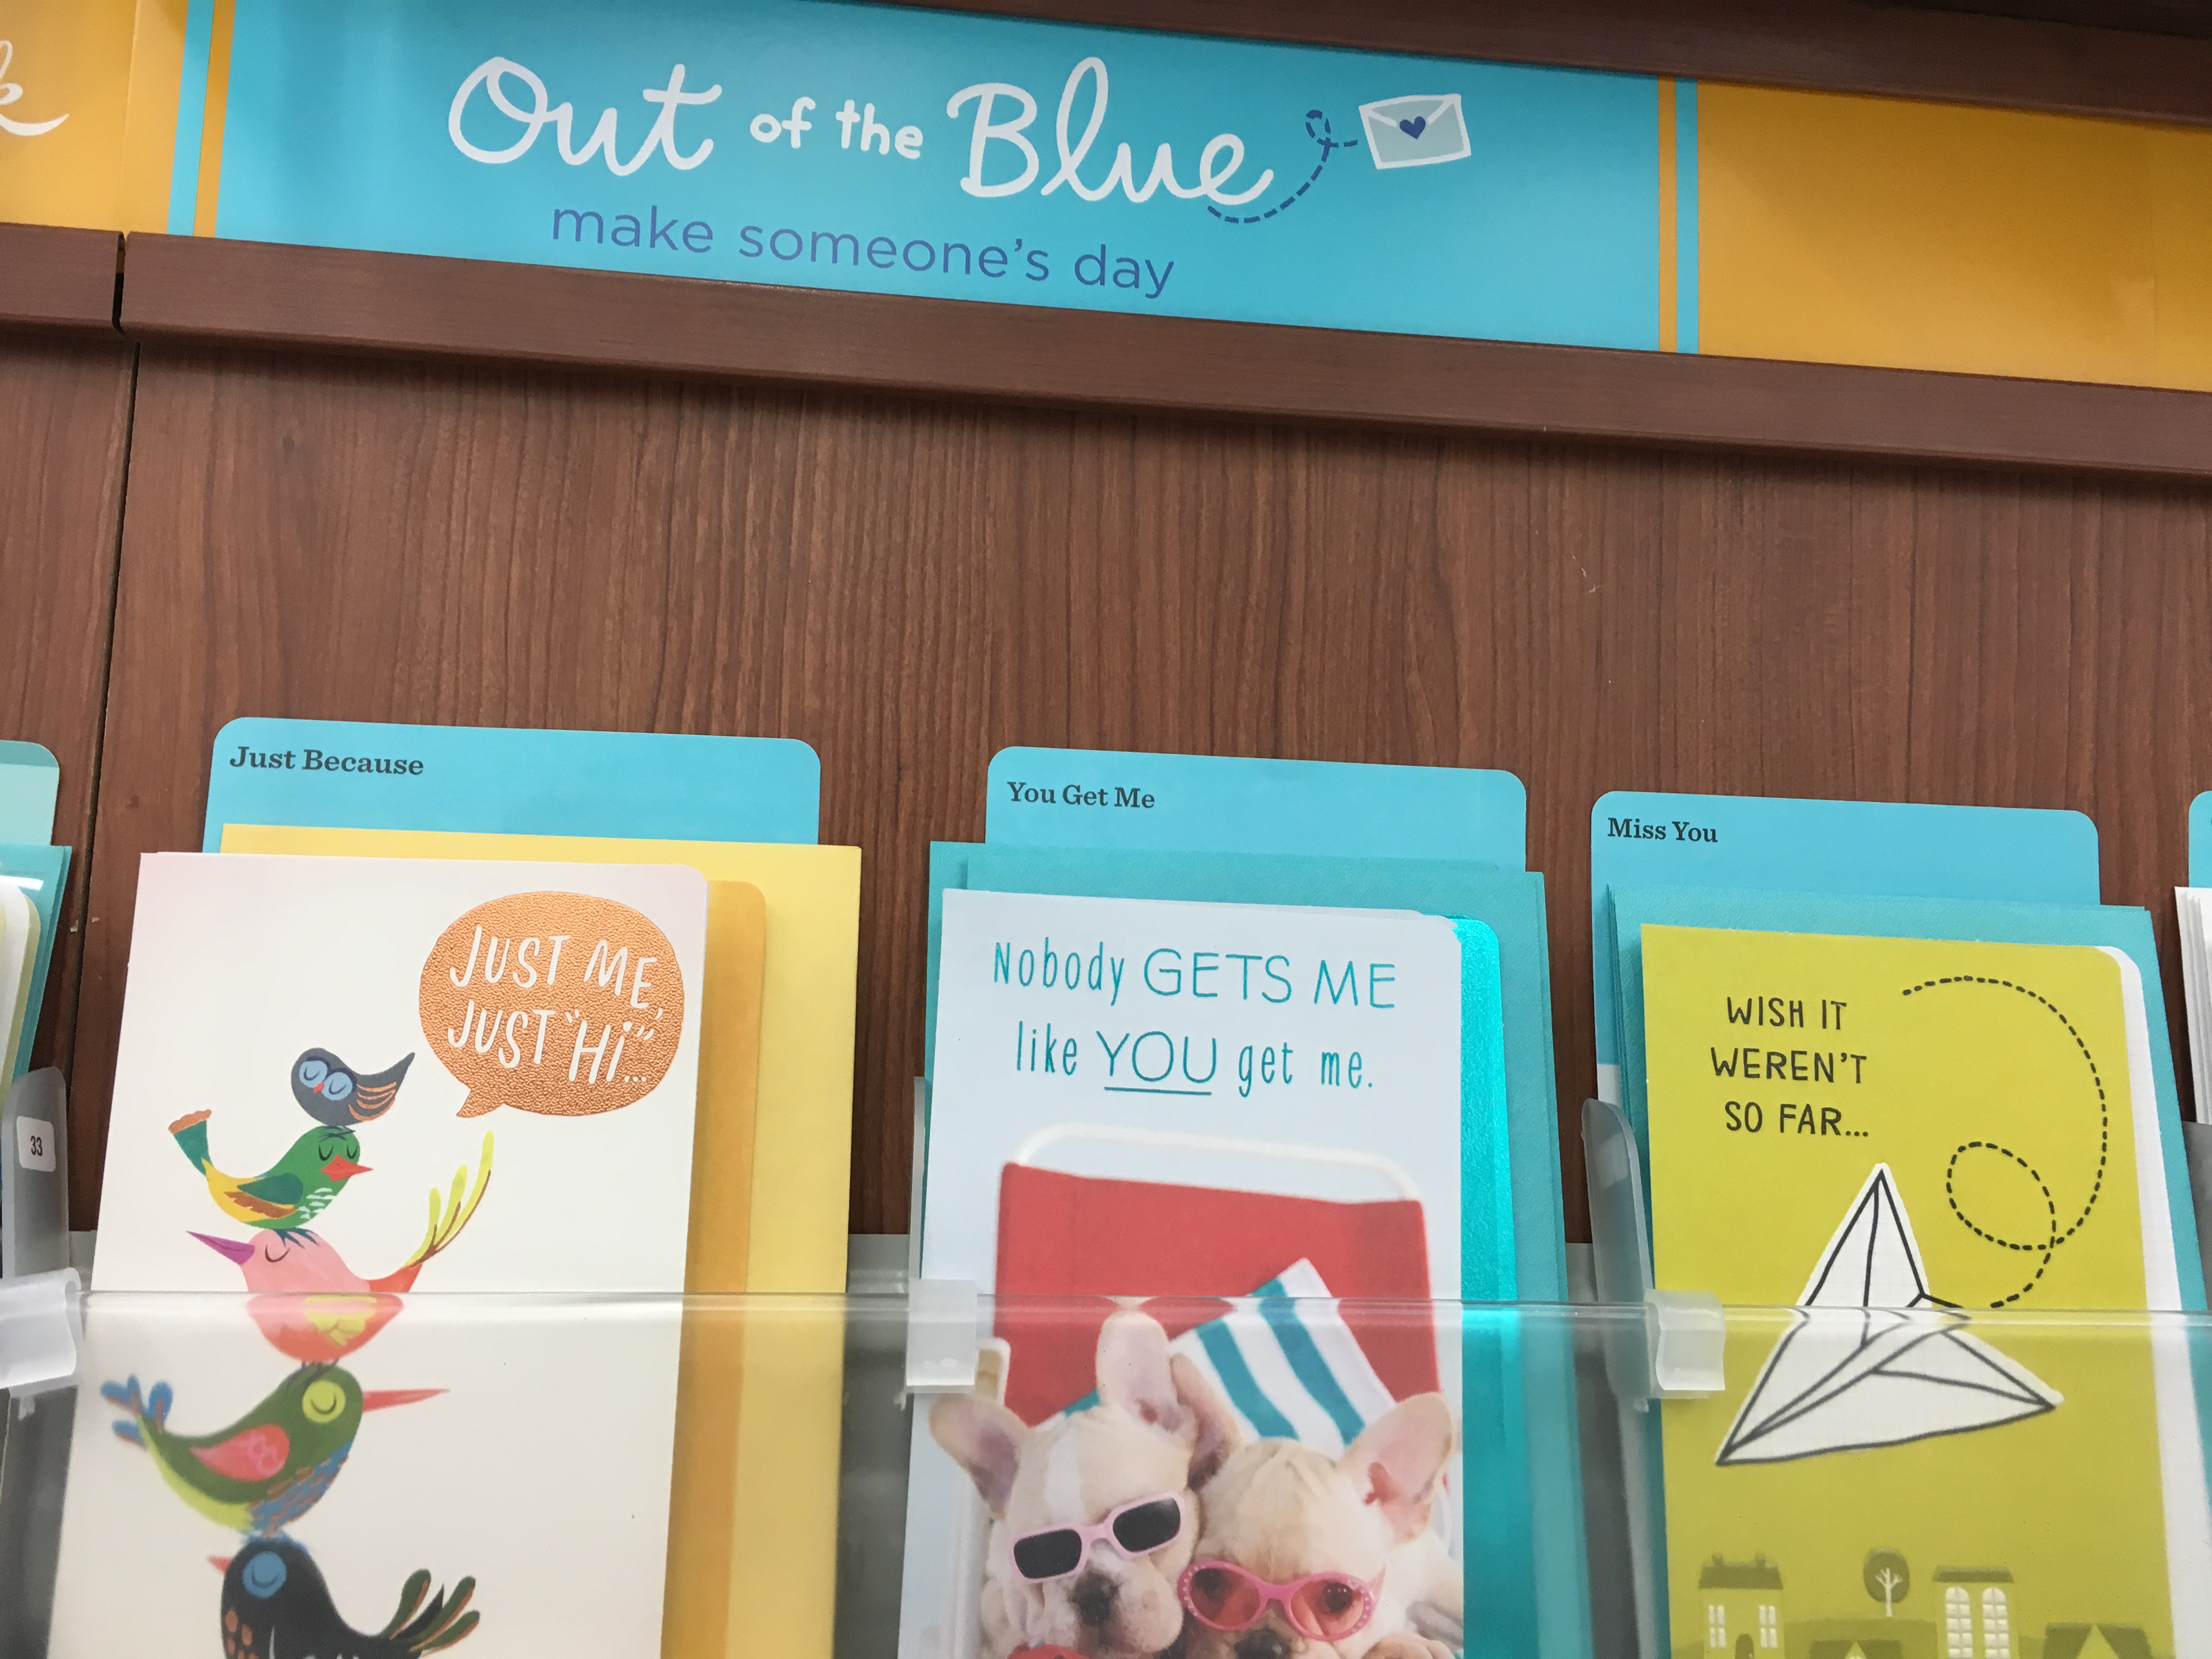 k
Out of the Blue
make someone's day
Just Because
You Get Me
Miss You
JUST ME,
JUST "Hi"...
Nobody GETS ME
like YOU get me.
WISH IT
WEREN'T
SO FAR...
33